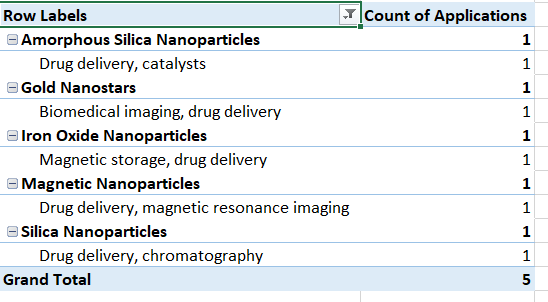 Row Labels Count of Applications
Amorphous Silica Nanoparticles 1
Drug delivery, catalysts 1
Gold Nanostars 1
Biomedical imaging, drug delivery 1
Iron Oxide Nanoparticles 1
Magnetic storage, drug delivery 1
Magnetic Nanoparticles 1
Drug delivery, magnetic resonance imaging 1
Silica Nanoparticles 1
Drug delivery, chromatography 1
Grand Total 5